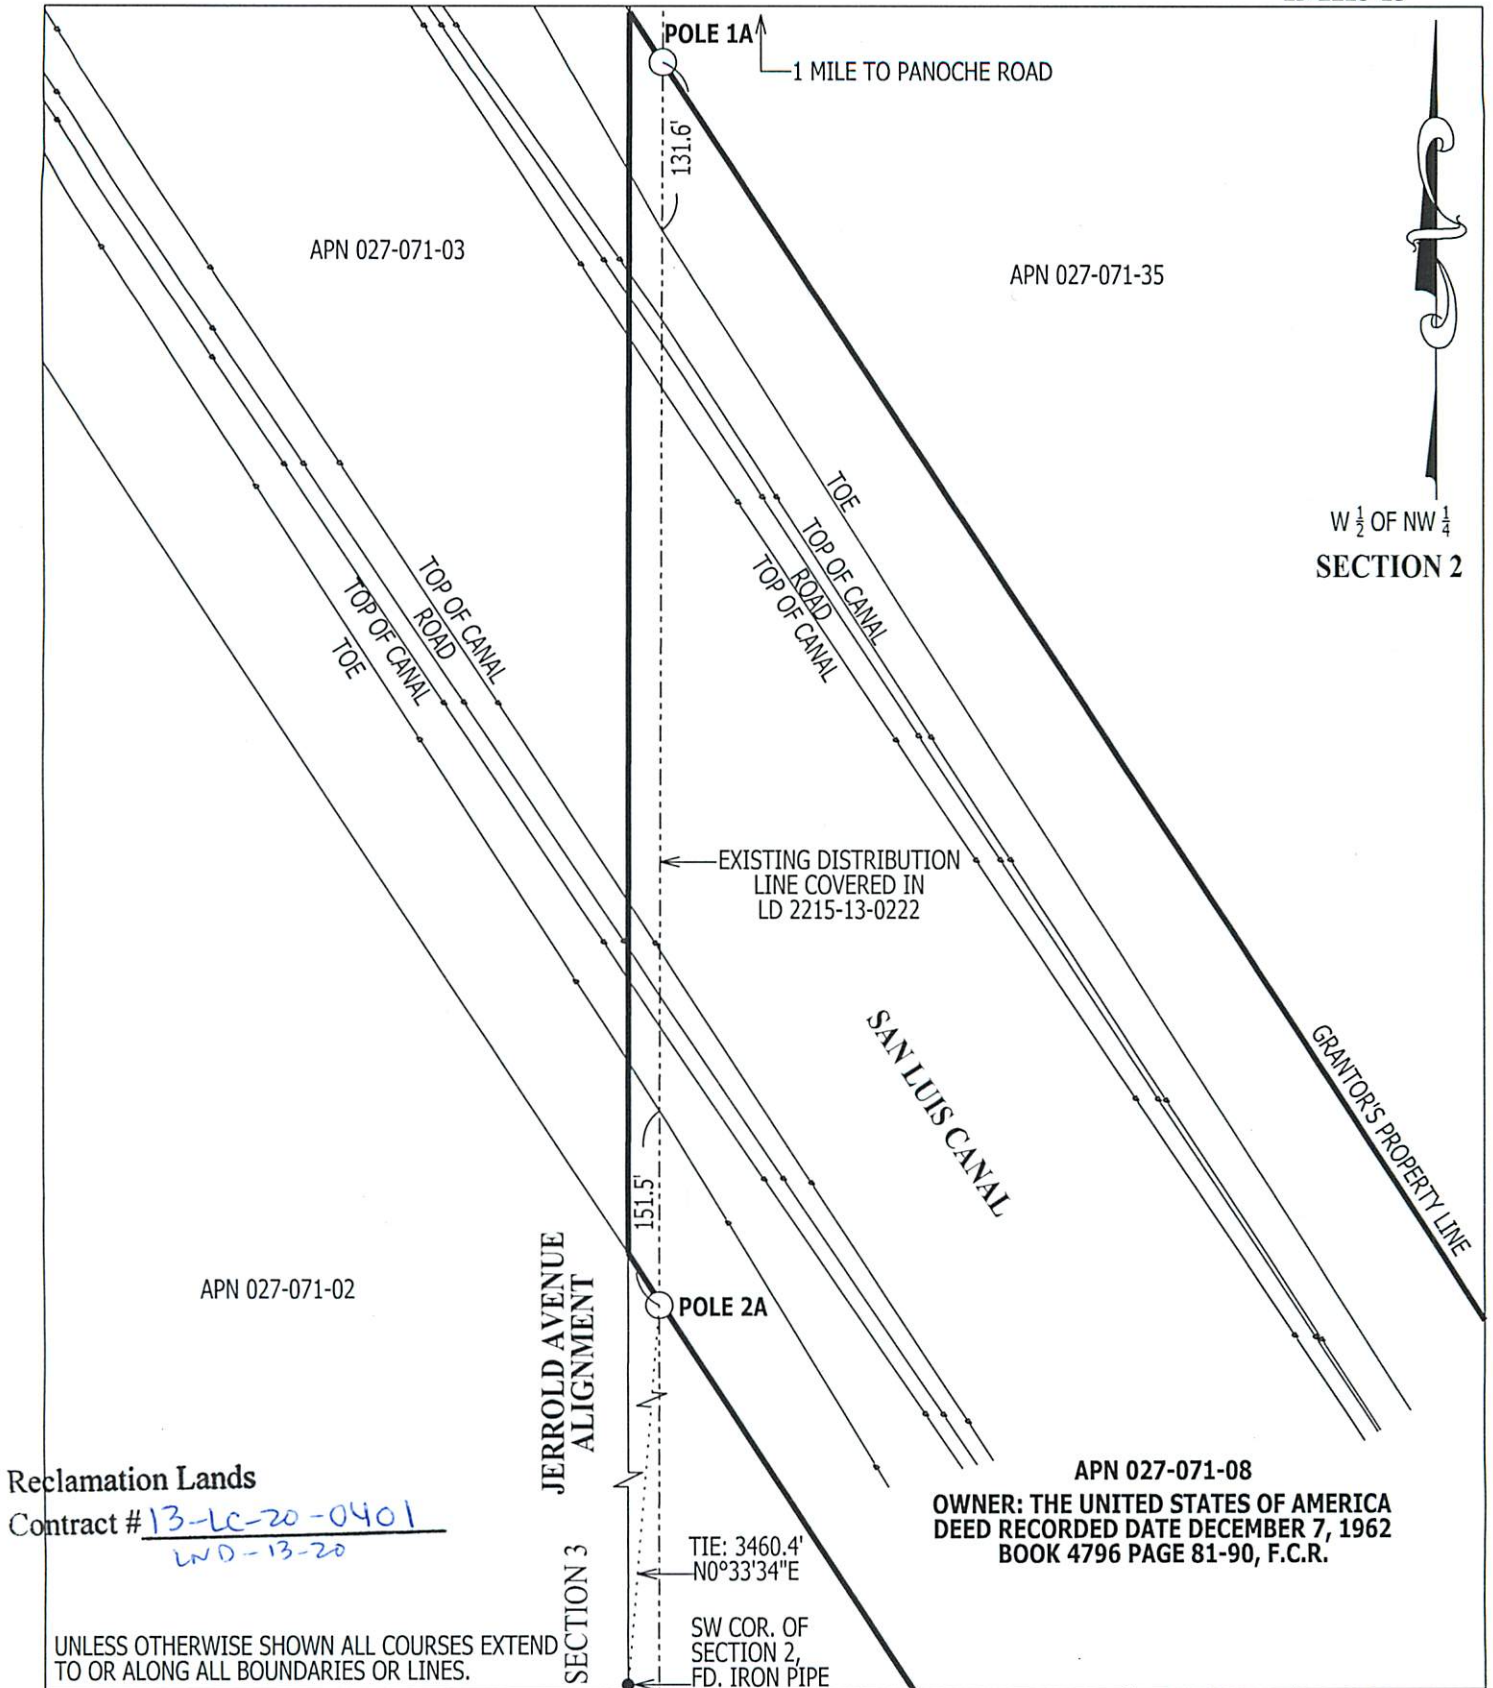 POLE 1A
1 MILE TO PANOCHE ROAD
131.6'
APN 027-071-03
APN 027-071-35
W 1/2 OF NW 1/4
SECTION 2
TOE
TOP OF CANAL
ROAD
TOP OF CANAL
TOP OF CANAL
ROAD
TOP OF CANAL
TOE
EXISTING DISTRIBUTION
LINE COVERED IN
LD 2215-13-0222
SAN LUIS CANAL
GRANTOR'S PROPERTY LINE
151.5'
APN 027-071-02
JERROLD AVENUE
ALIGNMENT
POLE 2A
Reclamation Lands
Contract # 13-LC-20-0401
LND-13-20
APN 027-071-08
OWNER: THE UNITED STATES OF AMERICA
DEED RECORDED DATE DECEMBER 7, 1962
BOOK 4796 PAGE 81-90, F.C.R.
TIE: 3460.4'
N0°33'34"E
SECTION 3
SW COR. OF
SECTION 2,
FD. IRON PIPE
UNLESS OTHERWISE SHOWN ALL COURSES EXTEND
TO OR ALONG ALL BOUNDARIES OR LINES.